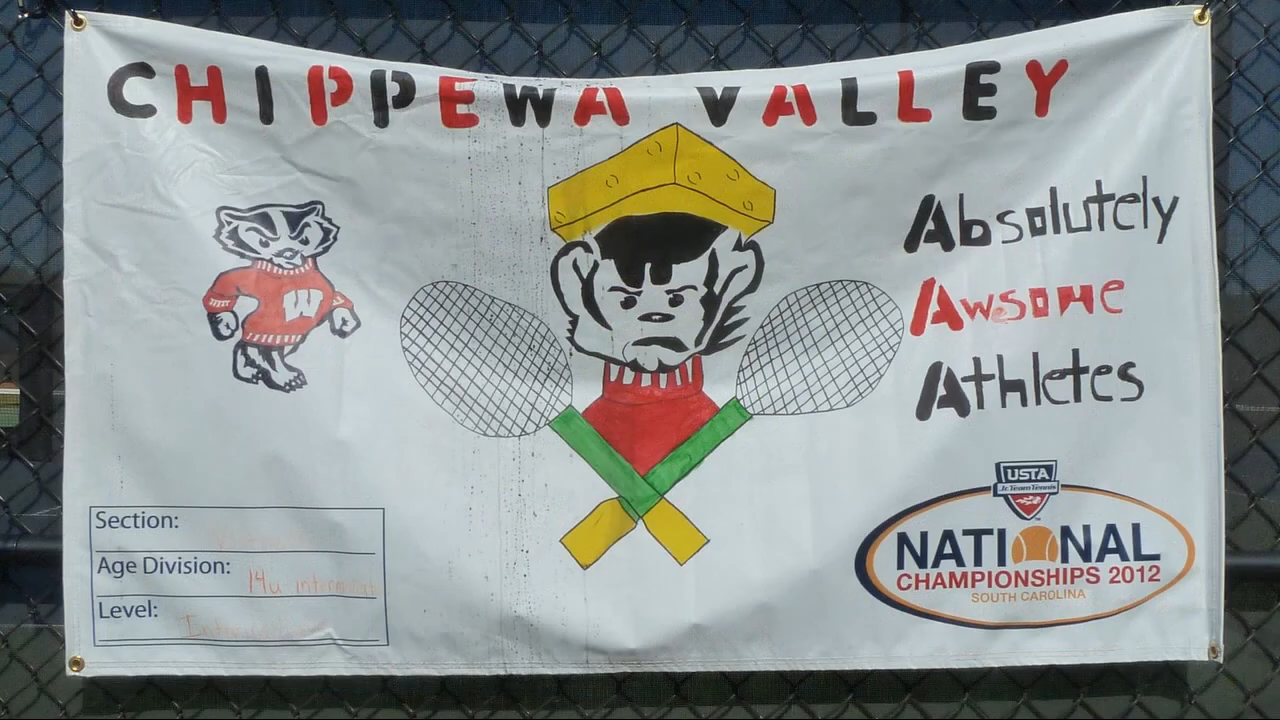 CHIPPEWA VALLEY
Absolutely
Awsome
Athletes
W
Section:
Age Division: 14u
Level:
USTA
Jr. Team Tennis
NATIONAL
CHAMPIONSHIPS 2012
SOUTH CAROLINA